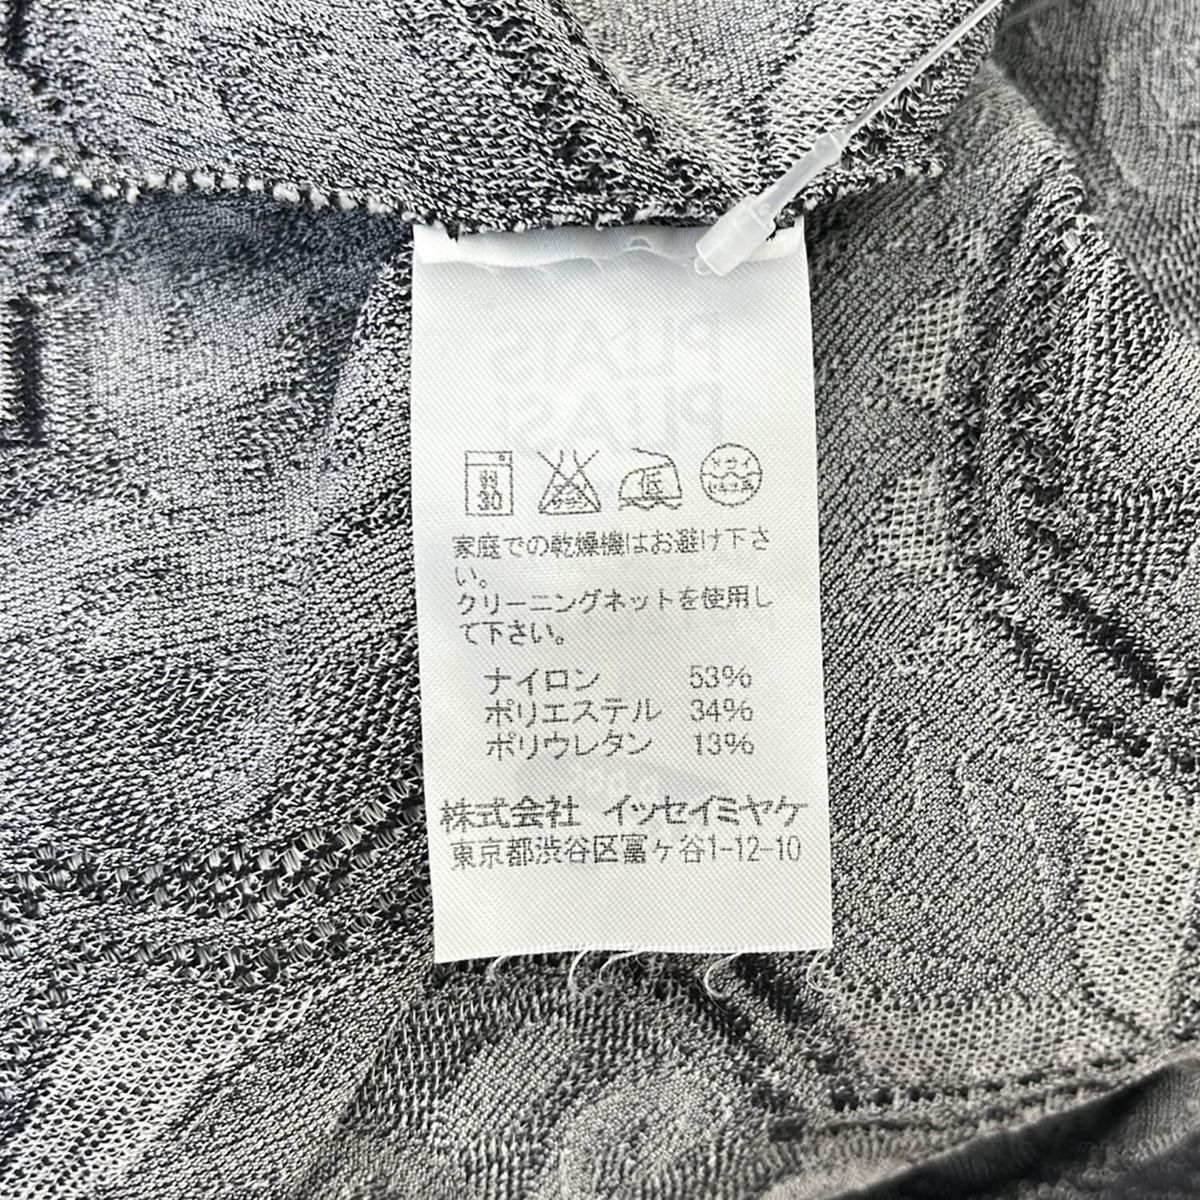 家庭での乾燥機はお避け下さ
い。
クリーニングネットを使用し
て下さい。
ナイロン 53%
ポリエステル 34%
ポリウレタン 13%
株式会社 イッセイミヤケ
東京都渋谷区富ヶ谷1-12-10